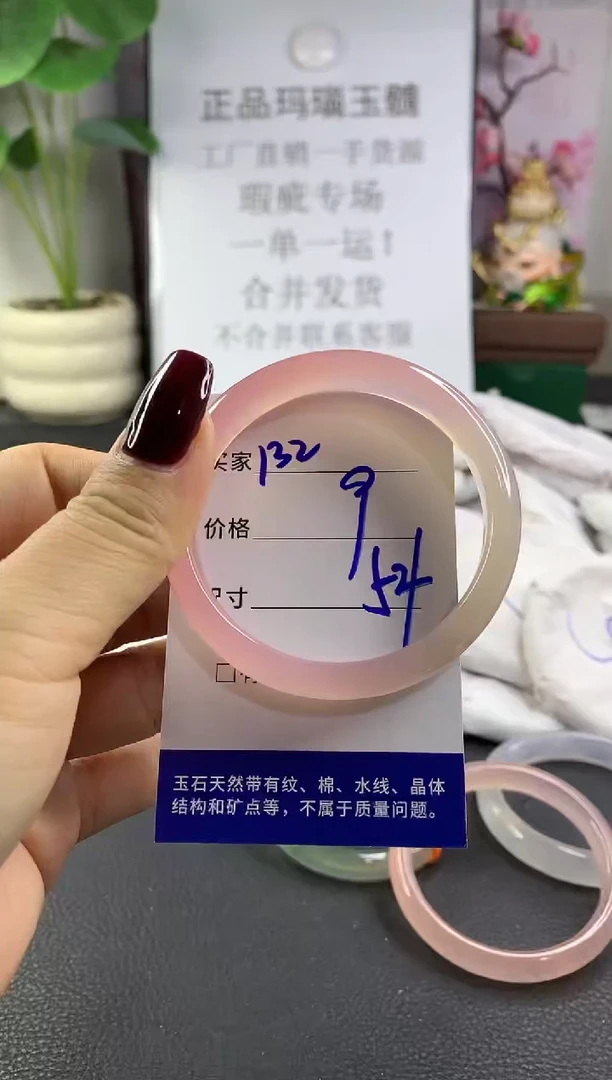 正品玛瑙玉髓
工厂直销一手货源
瑕疵专场
一单一运!
合并发货
不合并联系客服
买家 132
价格 9
尺寸 54
玉石天然带有纹、棉、水线、晶体
结构和矿点等，不属于质量问题。